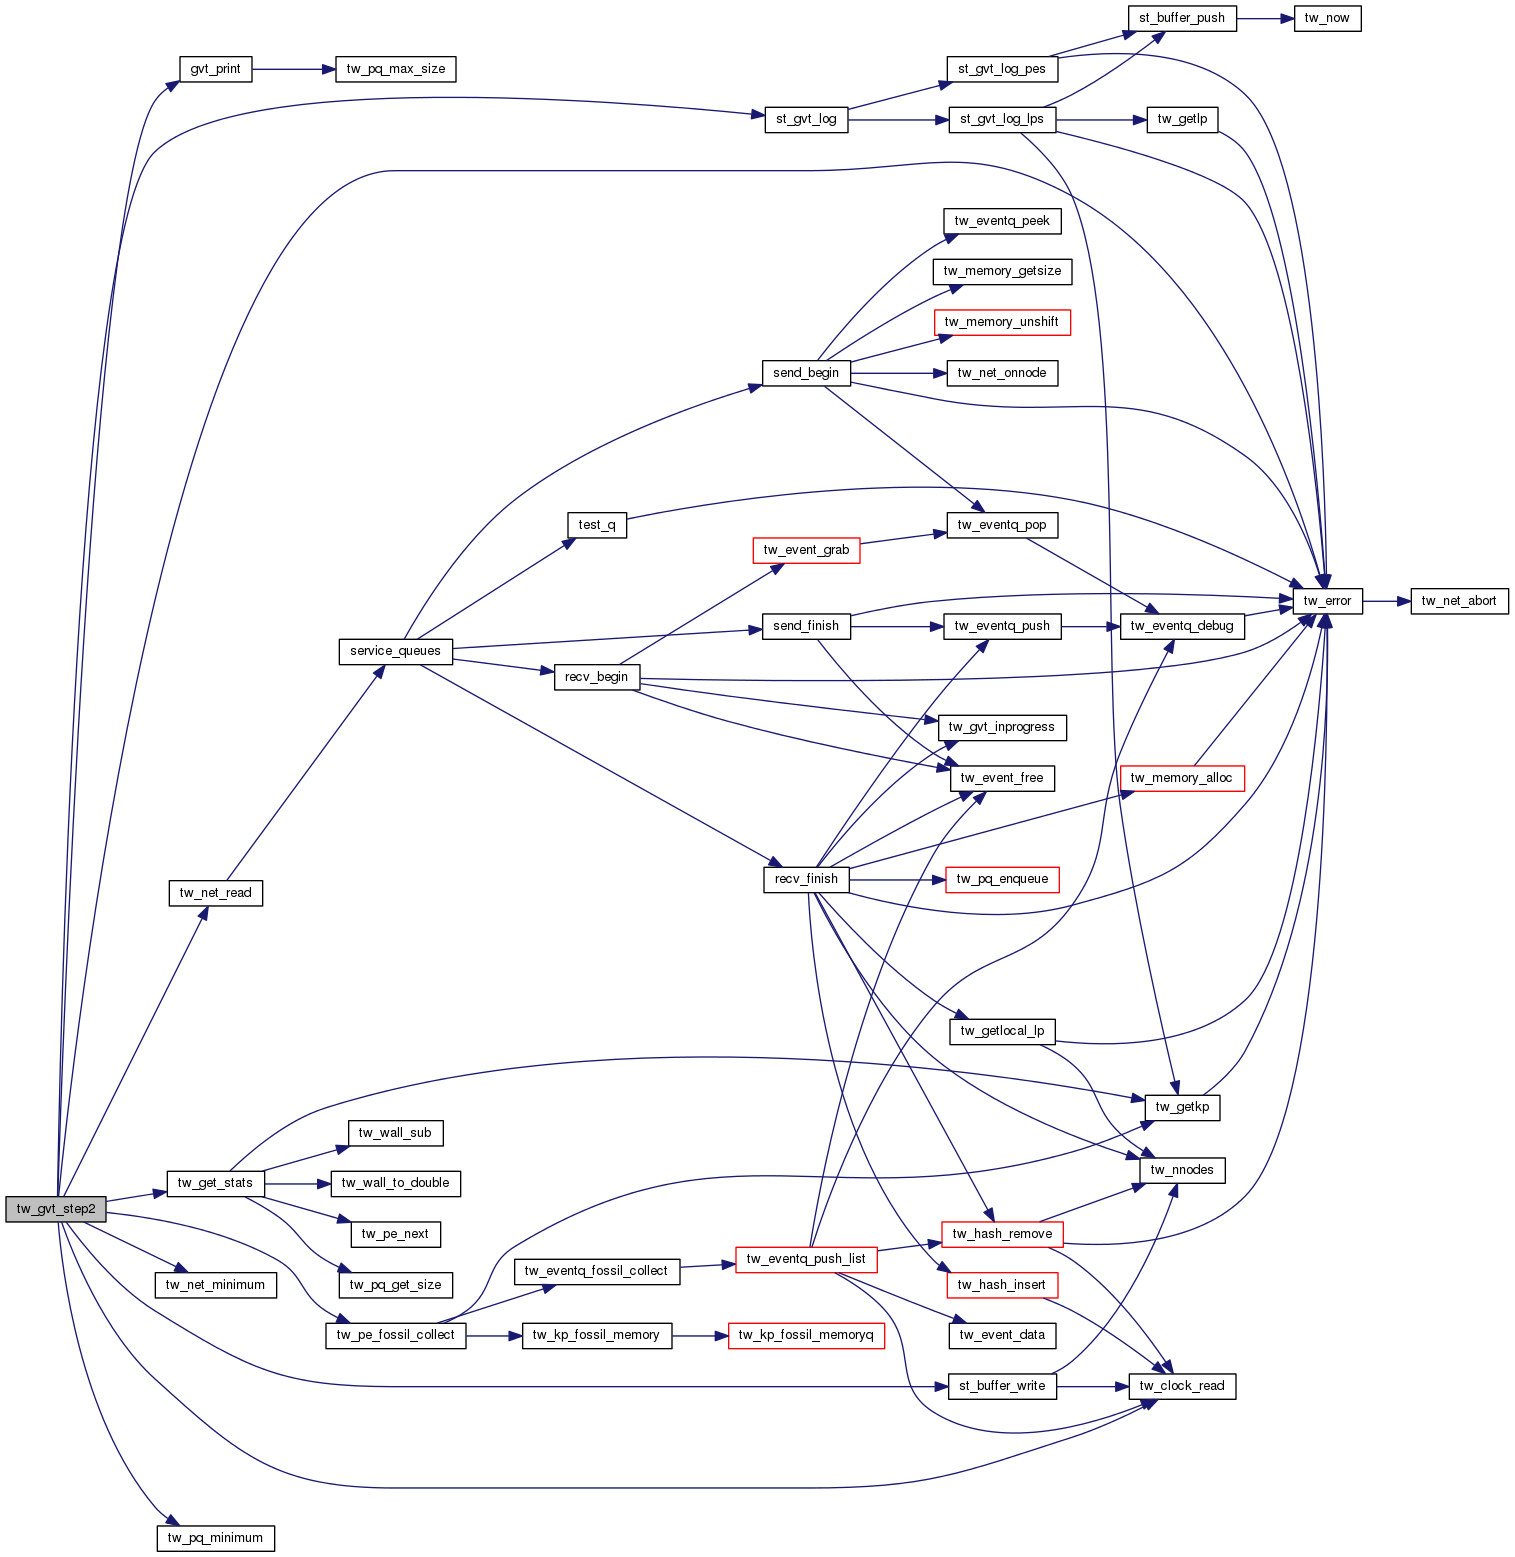 st_buffer_push
tw_now
gvt_print
tw_pq_max_size
st_gvt_log_pes
st_gvt_log
st_gvt_log_lps
tw_getlp
tw_eventq_peek
tw_memory_getsize
tw_memory_unshift
send_begin
tw_net_onnode
test_q
tw_eventq_pop
tw_event_grab
tw_error
tw_net_abort
send_finish
tw_eventq_push
tw_eventq_debug
service_queues
recv_begin
tw_gvt_inprogress
tw_event_free
tw_memory_alloc
tw_net_read
recv_finish
tw_pq_enqueue
tw_getlocal_lp
tw_getkp
tw_wall_sub
tw_nnodes
tw_get_stats
tw_wall_to_double
tw_gvt_step2
tw_pe_next
tw_hash_remove
tw_eventq_push_list
tw_eventq_fossil_collect
tw_net_minimum
tw_pq_get_size
tw_hash_insert
tw_pe_fossil_collect
tw_kp_fossil_memory
tw_kp_fossil_memoryq
tw_event_data
st_buffer_write
tw_clock_read
tw_pq_minimum